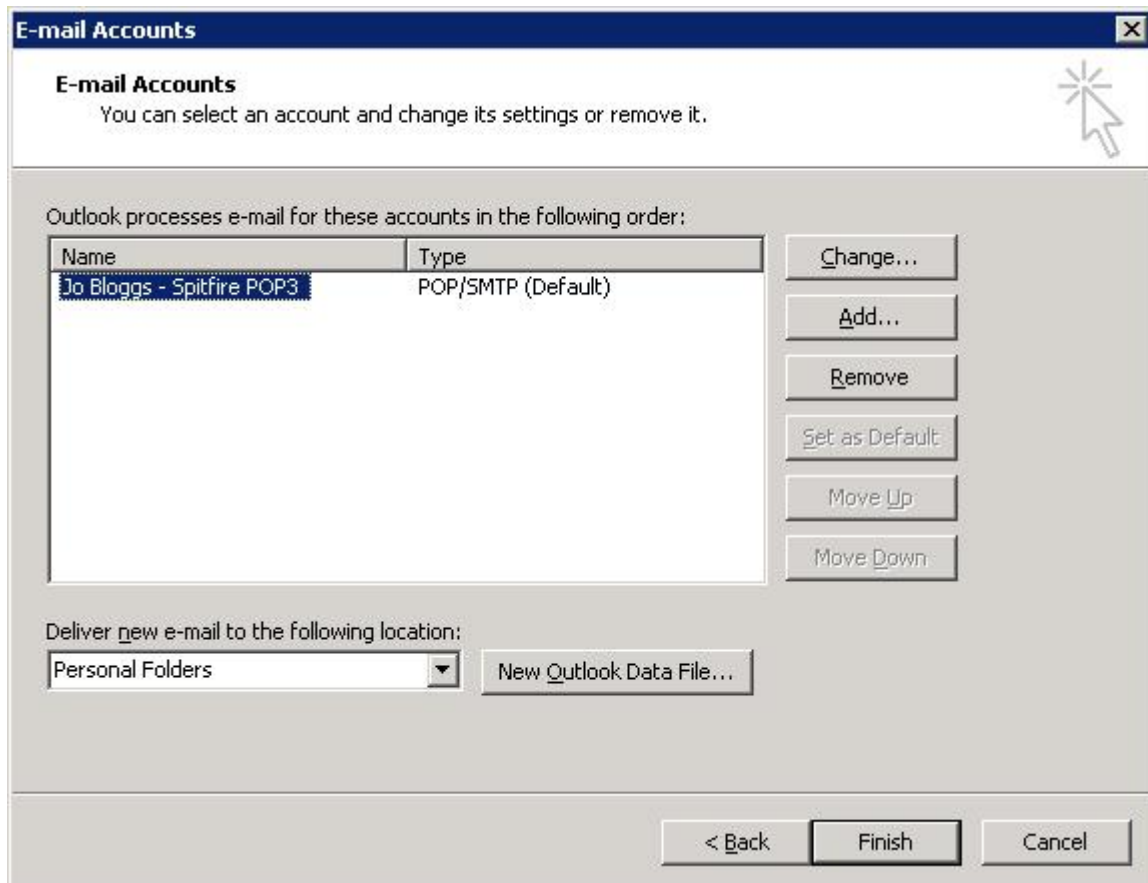 E-mail Accounts
E-mail Accounts
You can select an account and change its settings or remove it.
Outlook processes e-mail for these accounts in the following order:
Name Type
Jo Bloggs - Spitfire POP3 POP/SMTP (Default)
Change...
Add...
Remove
Set as Default
Move Up
Move Down
Deliver new e-mail to the following location:
Personal Folders New Outlook Data File...
< Back Finish Cancel